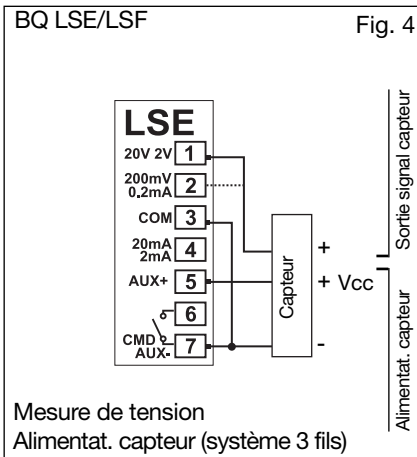 BQ LSE/LSF
Fig. 4
LSE
20V 2V 1
200mV
0,2mA 2
COM 3
20mA
2mA 4
AUX+ 5
6
CMD
AUX- 7
Capteur
+
+ Vcc
-
Sortie signal capteur
Alimentat. capteur
Mesure de tension
Alimentat. capteur (système 3 fils)